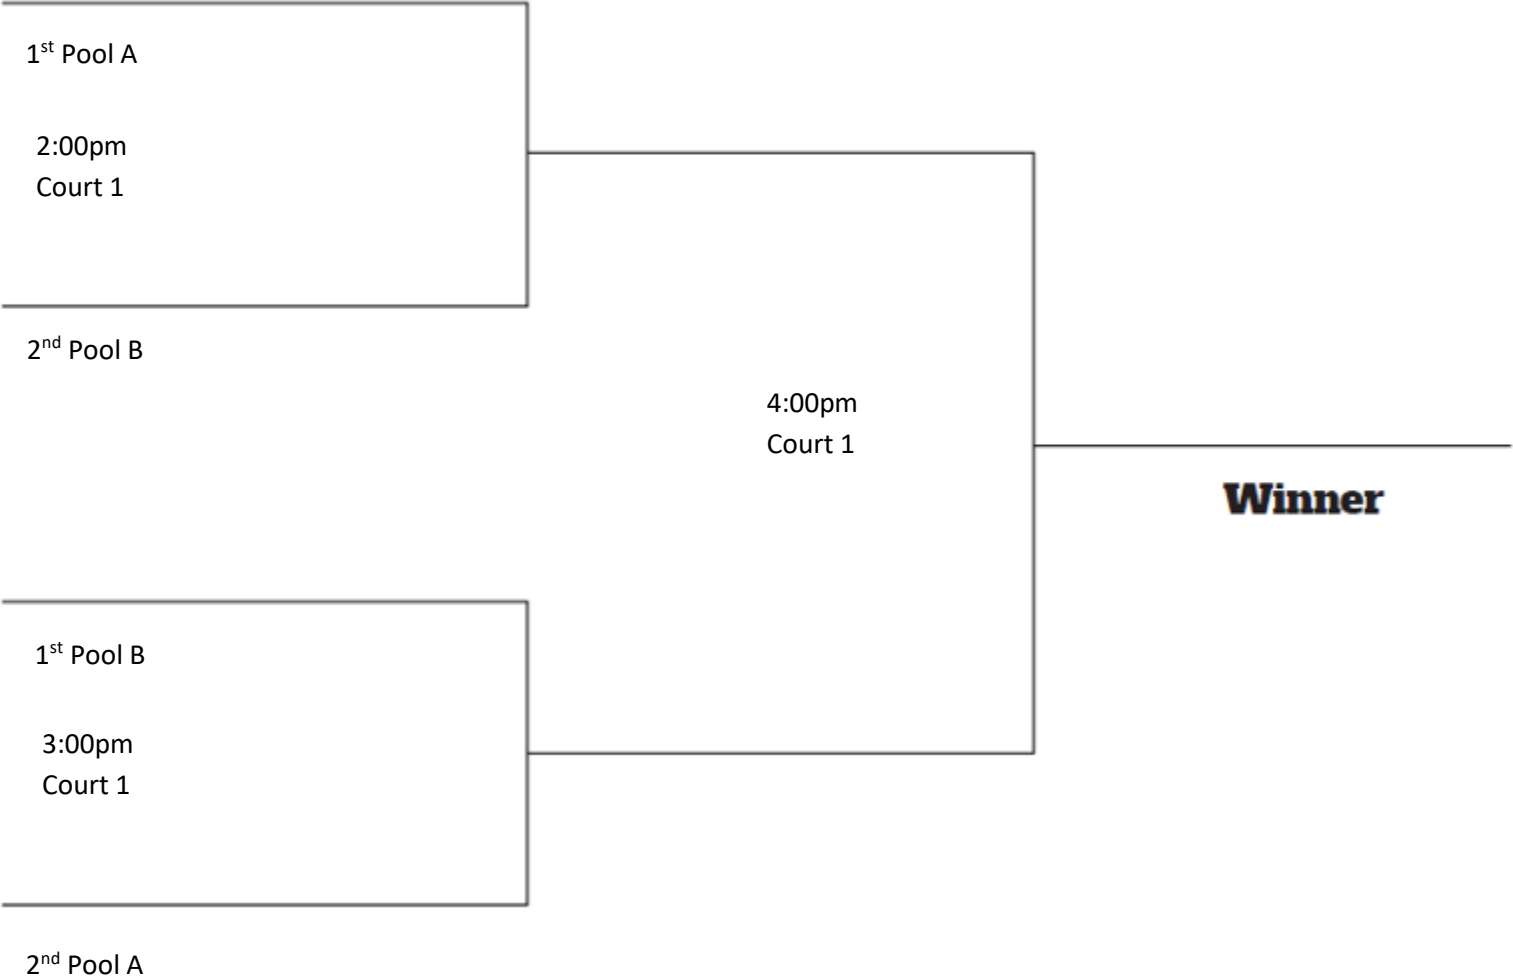 1st Pool A
2:00pm
Court 1
2nd Pool B
4:00pm
Court 1
Winner
1st Pool B
3:00pm
Court 1
2nd Pool A